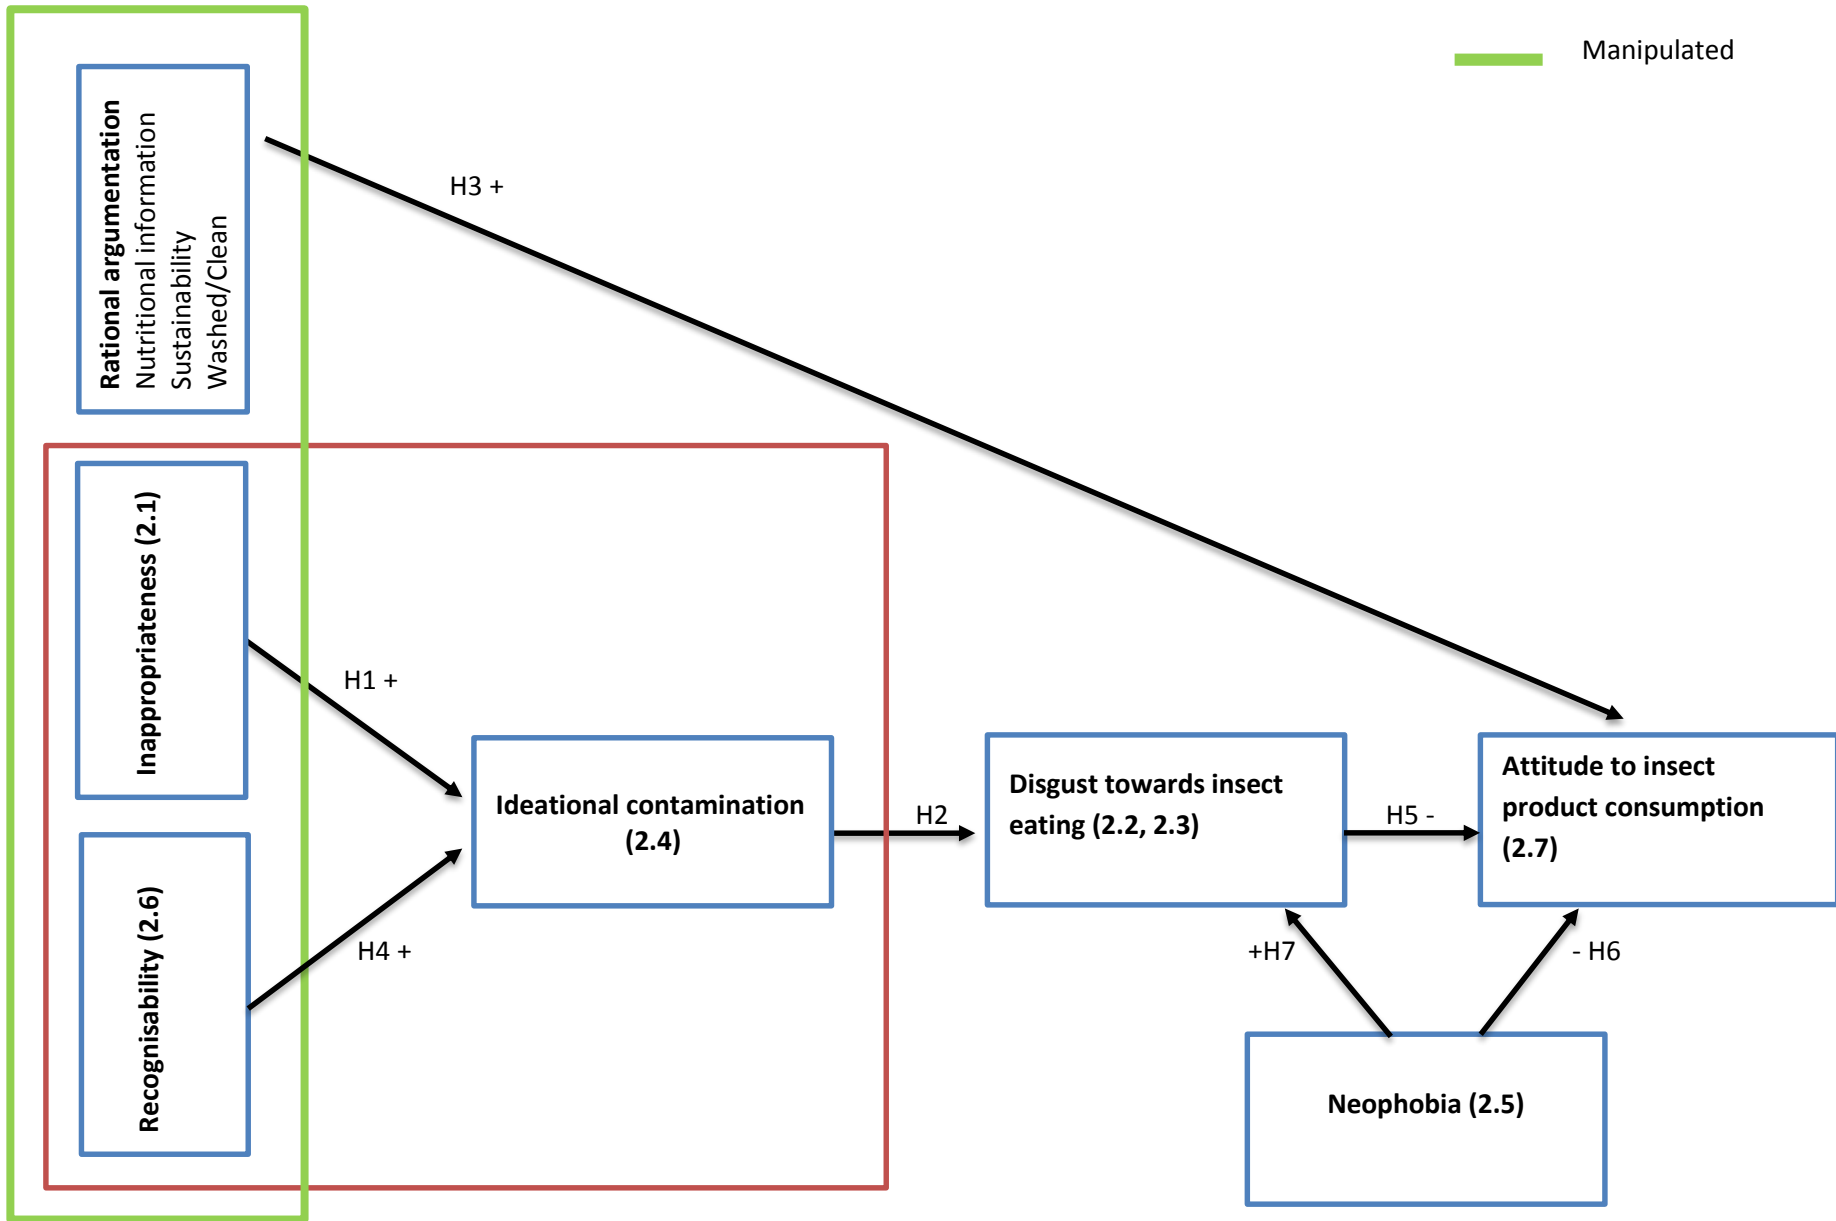 Manipulated
Rational argumentation
Nutritional information
Sustainability
Washed/Clean
H3 +
Inappropriateness (2.1)
H1 +
Ideational contamination
(2.4)
H2
Disgust towards insect
eating (2.2, 2.3)
H5 -
Attitude to insect
product consumption
(2.7)
Recognisability (2.6)
H4 +
+H7
- H6
Neophobia (2.5)